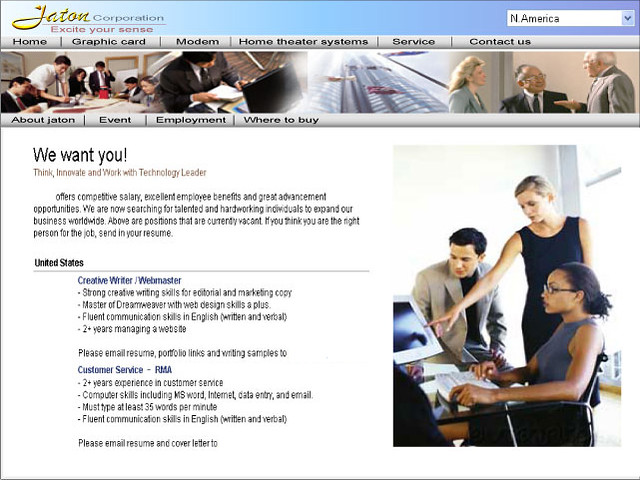 Jaton Corporation
Excite your sense
N.America
Home Graphic card Modem Home theater systems Service Contact us
About jaton Event Employment Where to buy
We want you!
Think, Innovate and Work with Technology Leader
offers competitive salary, excellent employee benefits and great advancement
opportunities. We are now searching for talented and hardworking individuals to expand our
business worldwide. Above are positions that are currently vacant. If you think you are the right
person for the job, send in your resume.
United States
Creative Writer / Webmaster
- Strong creative writing skills for editorial and marketing copy
- Master of Dreamweaver with web design skills a plus.
- Fluent communication skills in English (written and verbal)
- 2+ years managing a website
Please email resume, portfolio links and writing samples to
Customer Service - RMA
- 2+ years experience in customer service
- Computer skills including MS word, Internet, data entry, and email.
- Must type at least 35 words per minute
- Fluent communication skills in English (written and verbal)
Please email resume and cover letter to